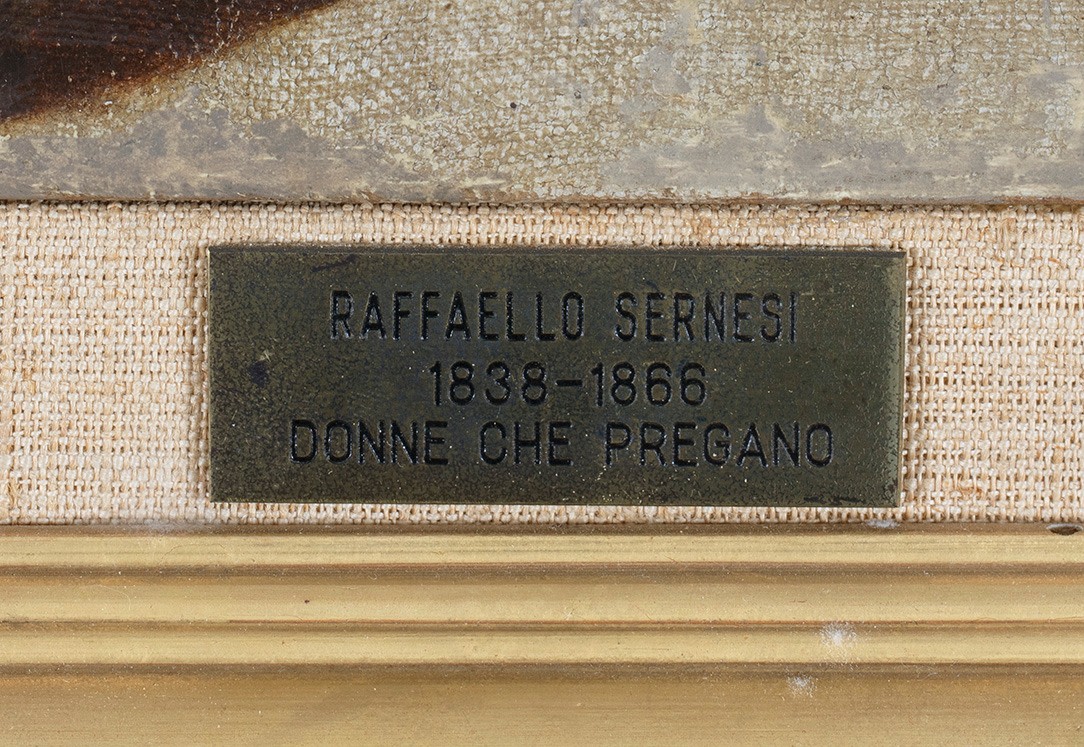 RAFFAELLO SERNESI
1838-1866
DONNE CHE PREGANO